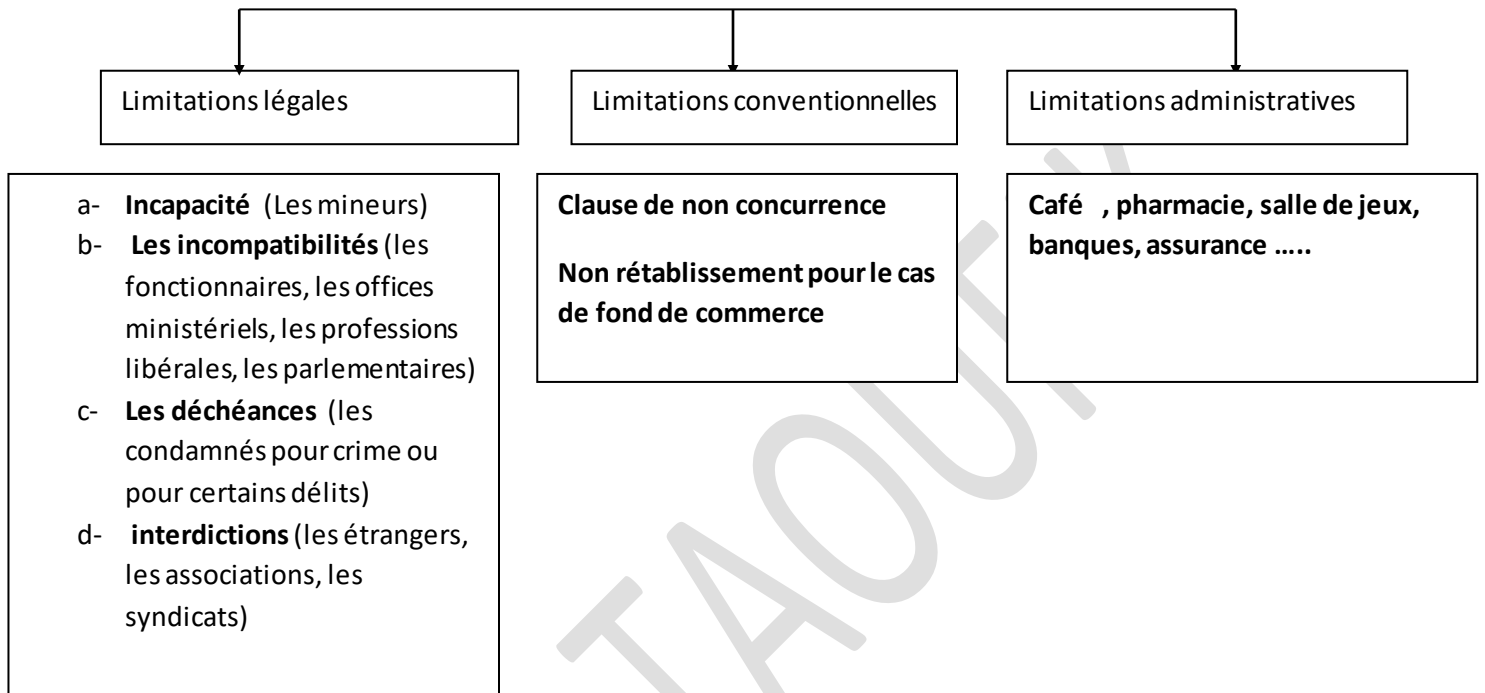 Limitations légales
Limitations conventionnelles
Limitations administratives
a- Incapacité (Les mineurs)
b- Les incompatibilités (les
fonctionnaires, les offices
ministériels, les professions
libérales, les parlementaires)
c- Les déchéances (les
condamnés pour crime ou
pour certains délits)
d- interdictions (les étrangers,
les associations, les
syndicats)
Clause de non concurrence
Non rétablissement pour le cas
de fond de commerce
Café , pharmacie, salle de jeux,
banques, assurance …..